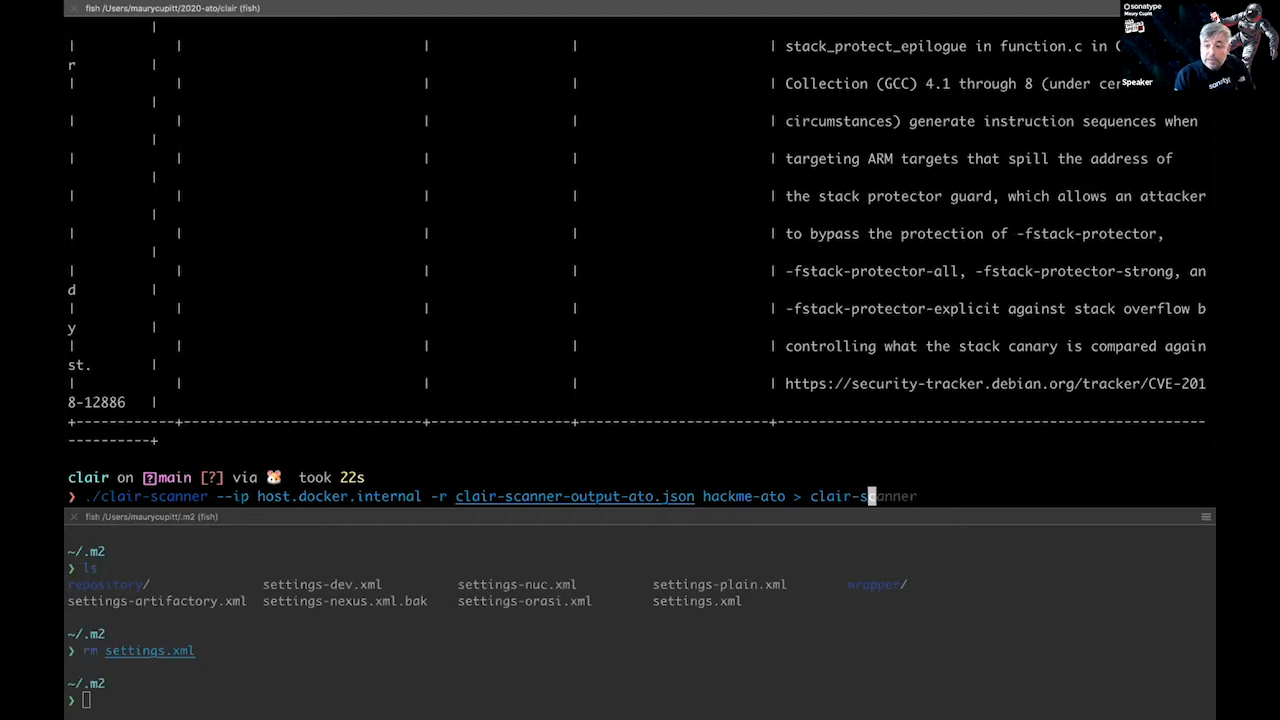 fish /Users/maurycupitt/2020-ato/clair (fish)
sonatype
Maury Cupitt
Speaker
|
| | | | | stack_protect_epilogue in function.c in
r
| | | | | Collection (GCC) 4.1 through 8 (under
|
| | | | | circumstances) generate instruction sequences when
|
| | | | | targeting ARM targets that spill the address of
|
| | | | | the stack protector guard, which allows an attacker
|
| | | | | to bypass the protection of -fstack-protector,
|
| | | | | -fstack-protector-all, -fstack-protector-strong, an
d |
| | | | | -fstack-protector-explicit against stack overflow b
y |
| | | | | controlling what the stack canary is compared again
st. |
| | | | | https://security-tracker.debian.org/tracker/CVE-201
8-12886 |
clair on main [?] via took 22s
❯ ./clair-scanner --ip host.docker.internal -r clair-scanner-output-ato.json hackme-ato > clair-scanner
fish /Users/maurycupitt/.m2 (fish)
~/.m2
❯ ls
repository/ settings-dev.xml settings-nuc.xml settings-plain.xml wrapper/
settings-artifactory.xml settings-nexus.xml.bak settings-orasi.xml settings.xml
~/.m2
❯ rm settings.xml
~/.m2
❯